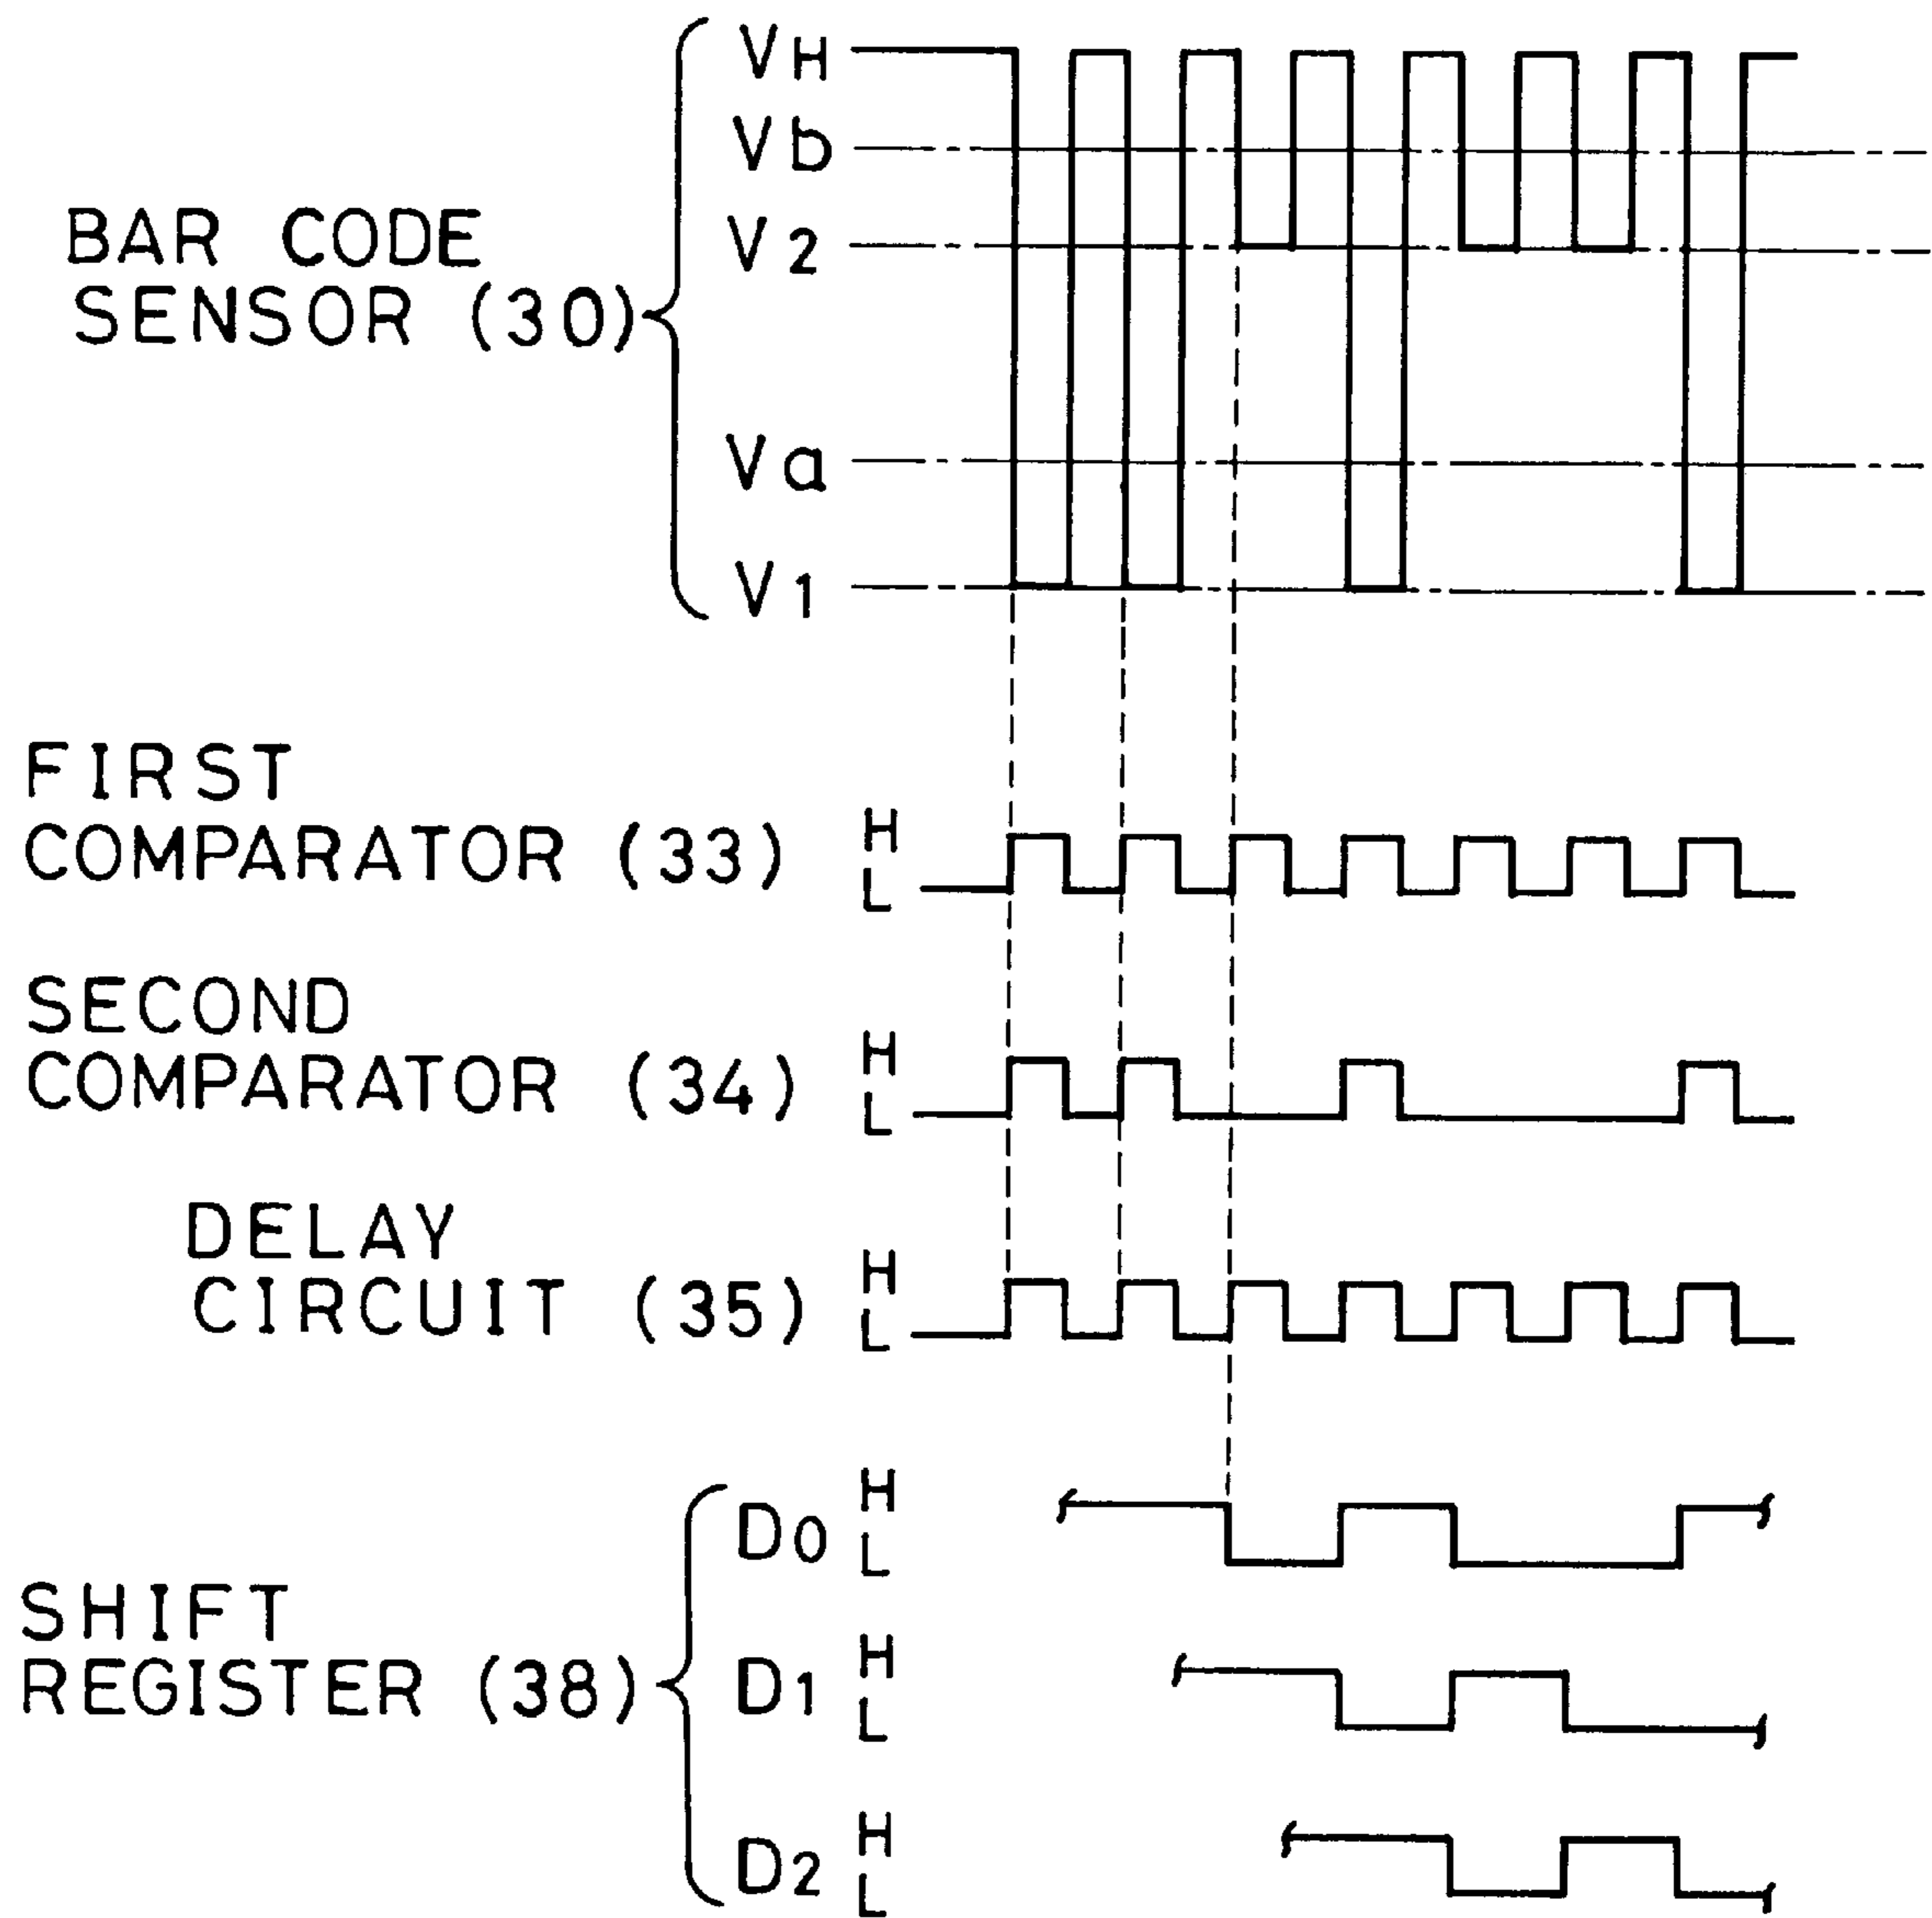 VH
Vb
BAR CODE
V2
SENSOR (30)
Va
V1
FIRST
COMPARATOR (33)
H
L
SECOND
COMPARATOR (34)
H
L
DELAY
CIRCUIT (35)
H
L
D0
H
L
SHIFT
REGISTER (38)
D1
H
L
D2
H
L